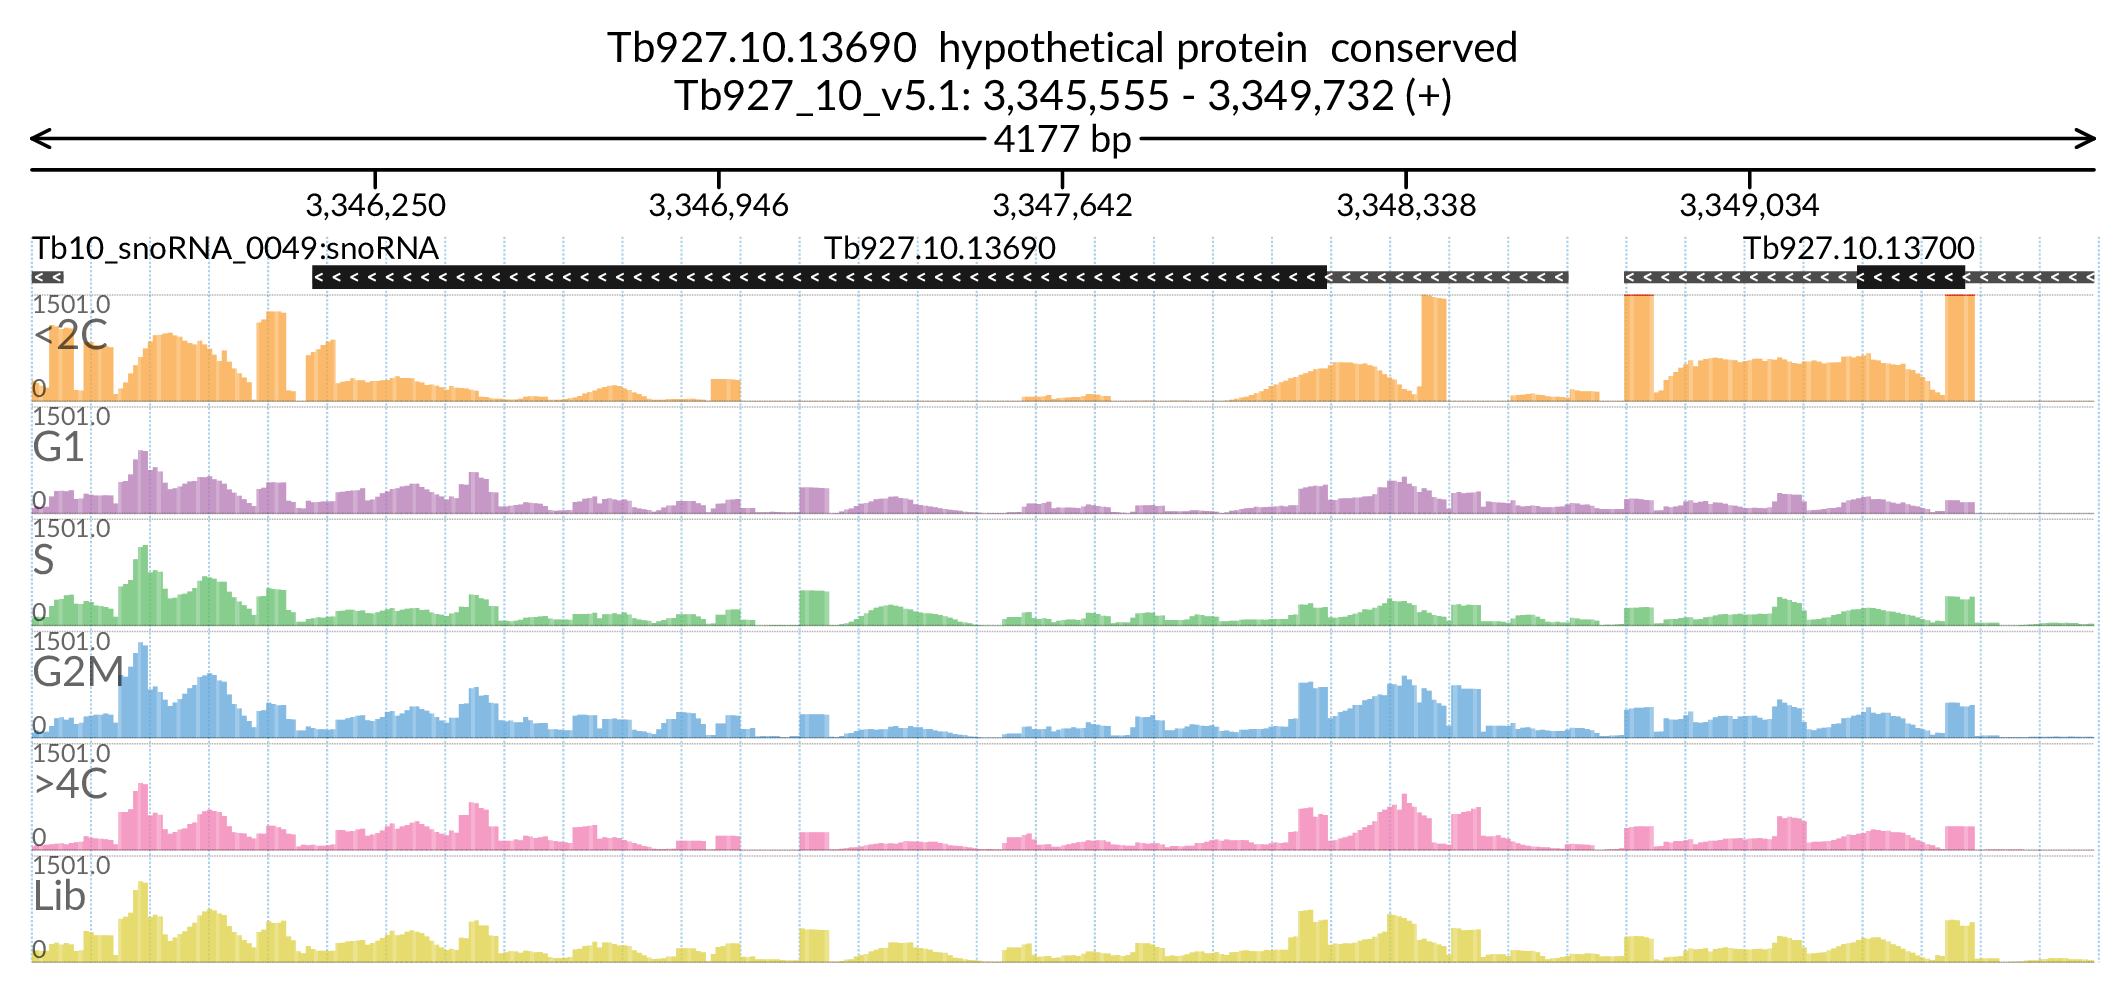 Tb927.10.13690  hypothetical protein  conserved
Tb927_10_v5.1: 3,345,555 - 3,349,732 (+)
4177 bp
3,346,250 3,346,946 3,347,642 3,348,338 3,349,034
Tb10_snoRNA_0049:snoRNA Tb927.10.13690 Tb927.10.13700
1501.0
<2C
0
1501.0
G1
0
1501.0
S
0
1501.0
G2M
0
1501.0
>4C
0
1501.0
Lib
0